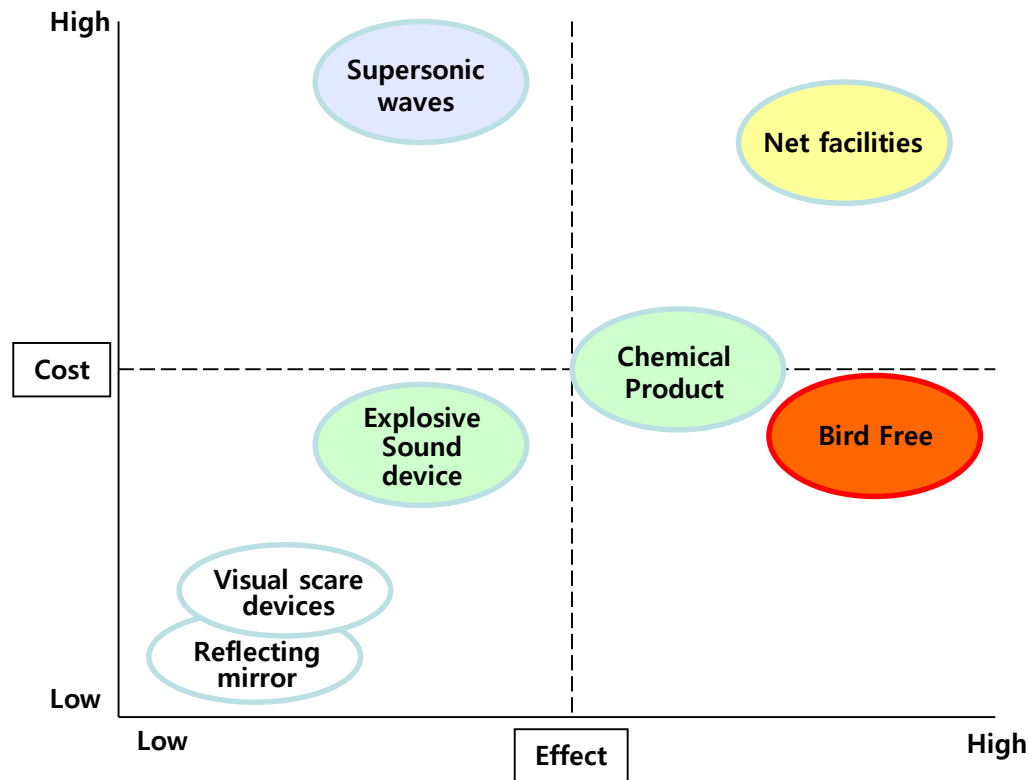 High
Supersonic
waves
Net facilities
Chemical
Product
Cost
Explosive
Sound
device
Bird Free
Visual scare
devices
Reflecting
mirror
Low
Low
Effect
High